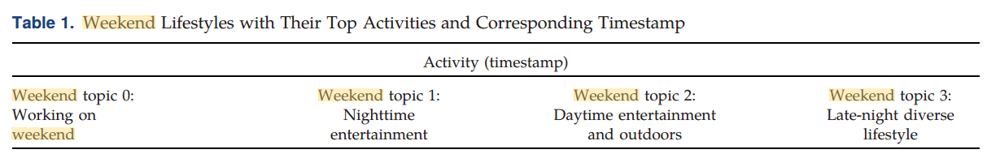 Table 1. Weekend Lifestyles with Their Top Activities and Corresponding Timestamp
Activity (timestamp)
Weekend topic 0:
Working on
weekend
Weekend topic 1:
Nighttime
entertainment
Weekend topic 2:
Daytime entertainment
and outdoors
Weekend topic 3:
Late-night diverse
lifestyle